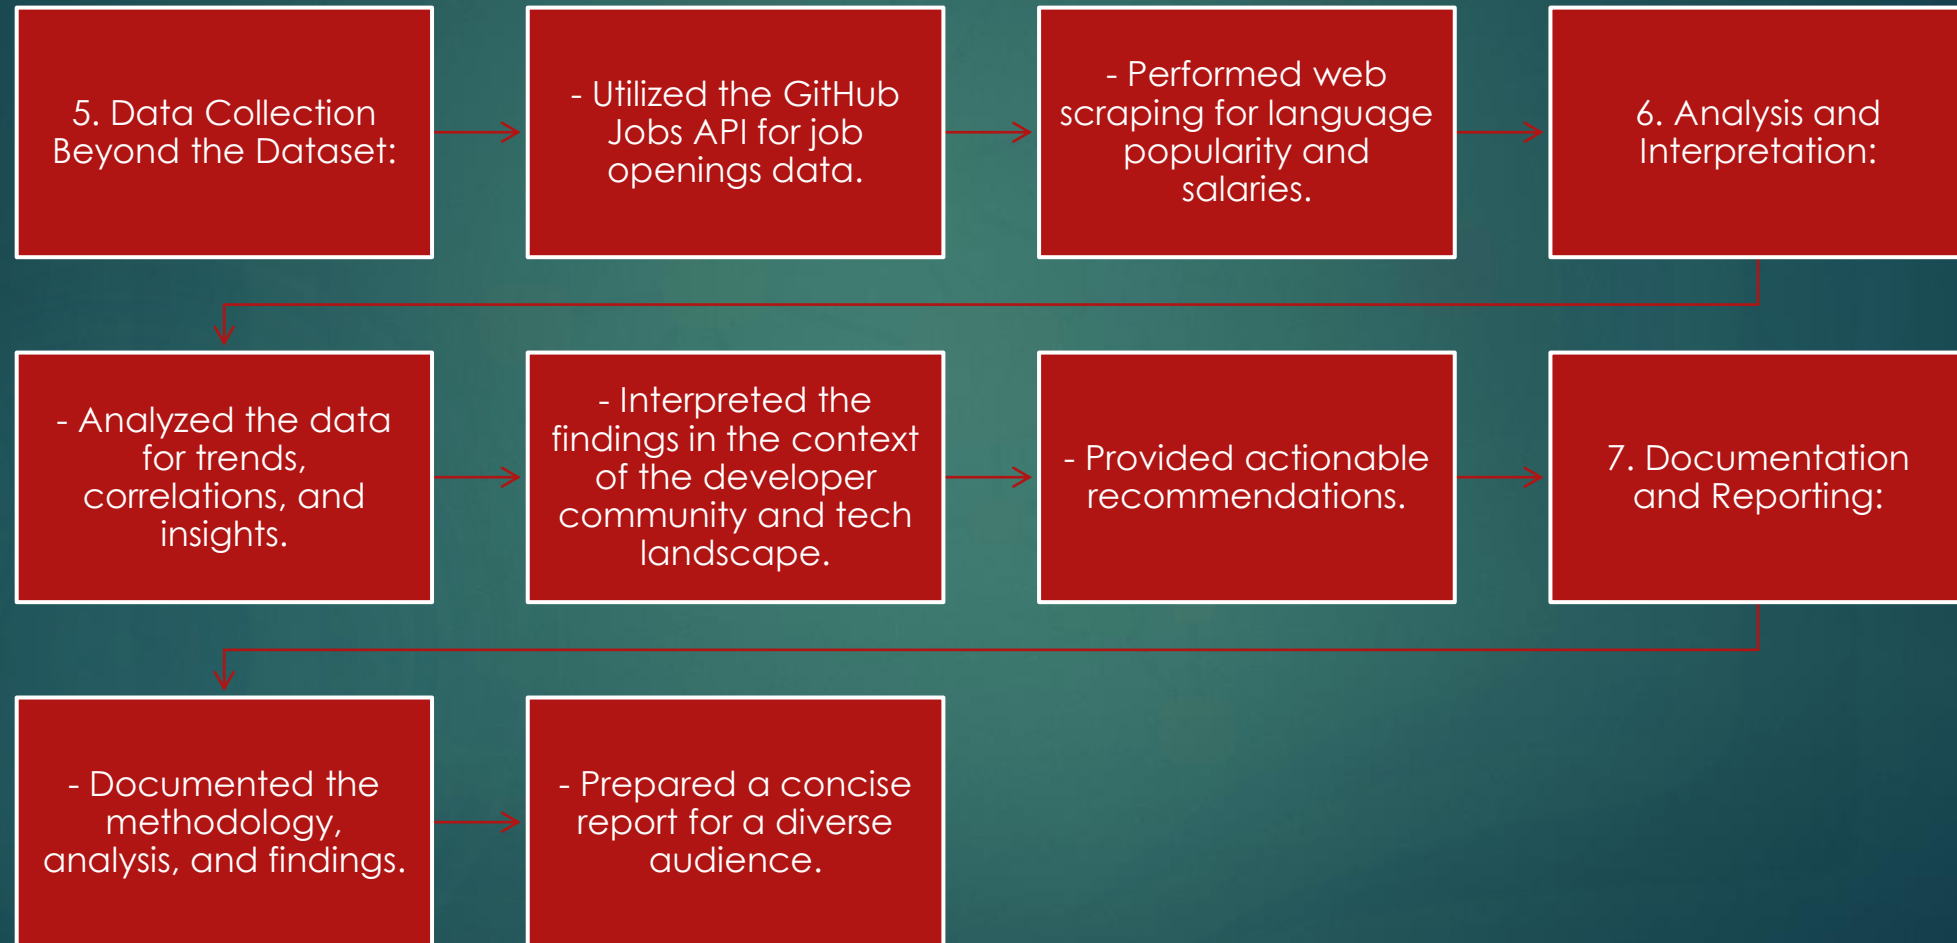 5. Data Collection
Beyond the Dataset:
- Utilized the GitHub
Jobs API for job
openings data.
- Performed web
scraping for language
popularity and
salaries.
6. Analysis and
Interpretation:
- Analyzed the data
for trends,
correlations, and
insights.
- Interpreted the
findings in the context
of the developer
community and tech
landscape.
- Provided actionable
recommendations.
7. Documentation
and Reporting:
- Documented the
methodology,
analysis, and findings.
- Prepared a concise
report for a diverse
audience.